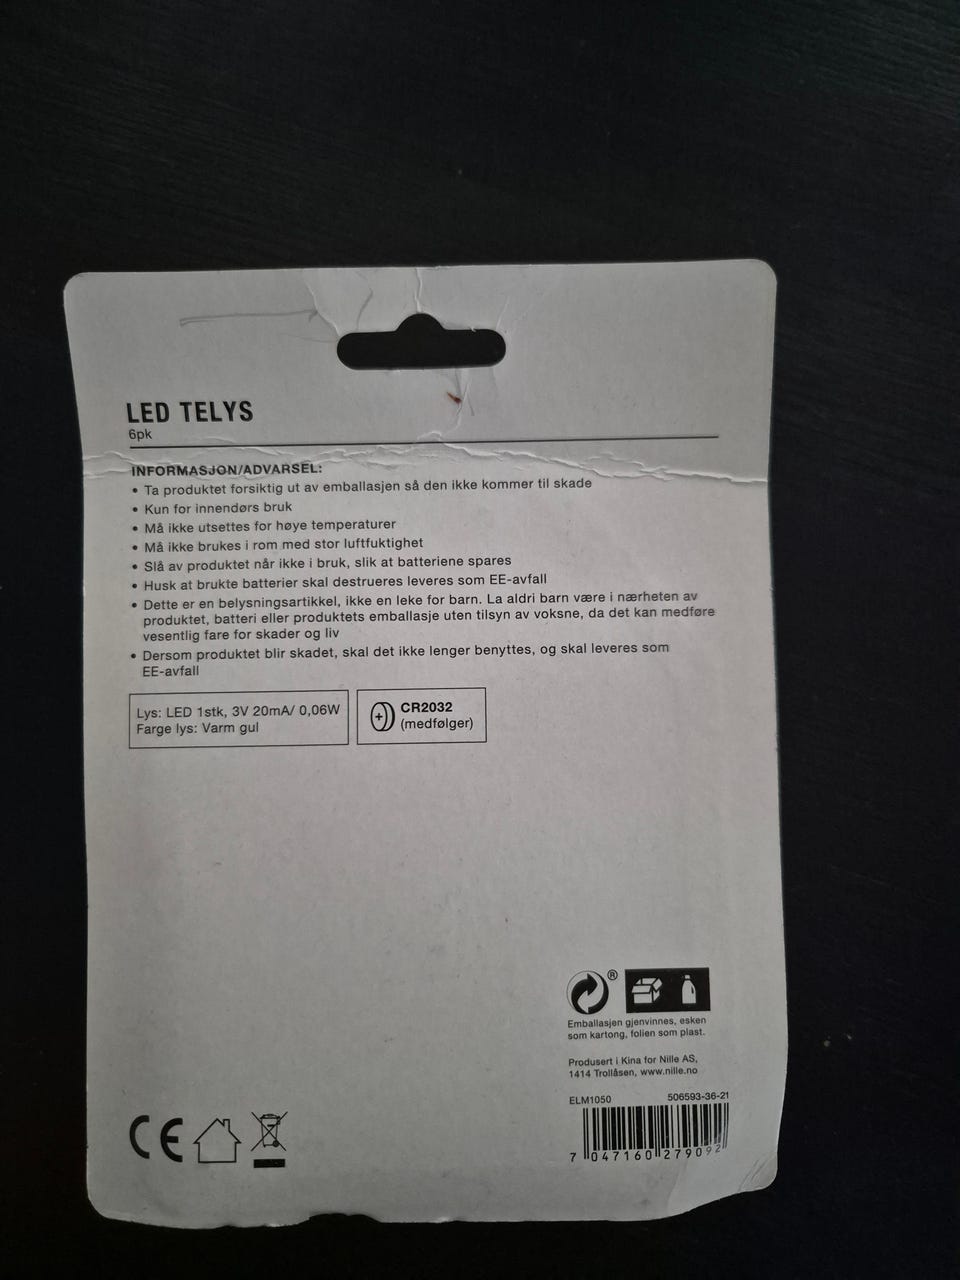 LED TELYS
6pk
INFORMASJON/ADVARSEL:
• Ta produktet forsiktig ut av emballasjen så den ikke kommer til skade
• Kun for innendørs bruk
• Må ikke utsettes for høye temperaturer
• Må ikke brukes i rom med stor luftfuktighet
• Slå av produktet når ikke i bruk, slik at batteriene spares
• Husk at brukte batterier skal destrueres leveres som EE-avfall
• Dette er en belysningsartikkel, ikke en leke for barn. La aldri barn være i nærheten av
produktet, batteri eller produktets emballasje uten tilsyn av voksne, da det kan medføre
vesentlig fare for skader og liv
• Dersom produktet blir skadet, skal det ikke lenger benyttes, og skal leveres som
EE-avfall
Lys: LED 1stk, 3V 20mA/ 0,06W
Farge lys: Varm gul
CR2032
(medfølger)
Emballasjen gjenvinnes, esken
som kartong, folien som plast.
Produsert i Kina for Nille AS,
1414 Trollåsen, www.nille.no
ELM1050 506593-36-21
7 047160 279092
CE